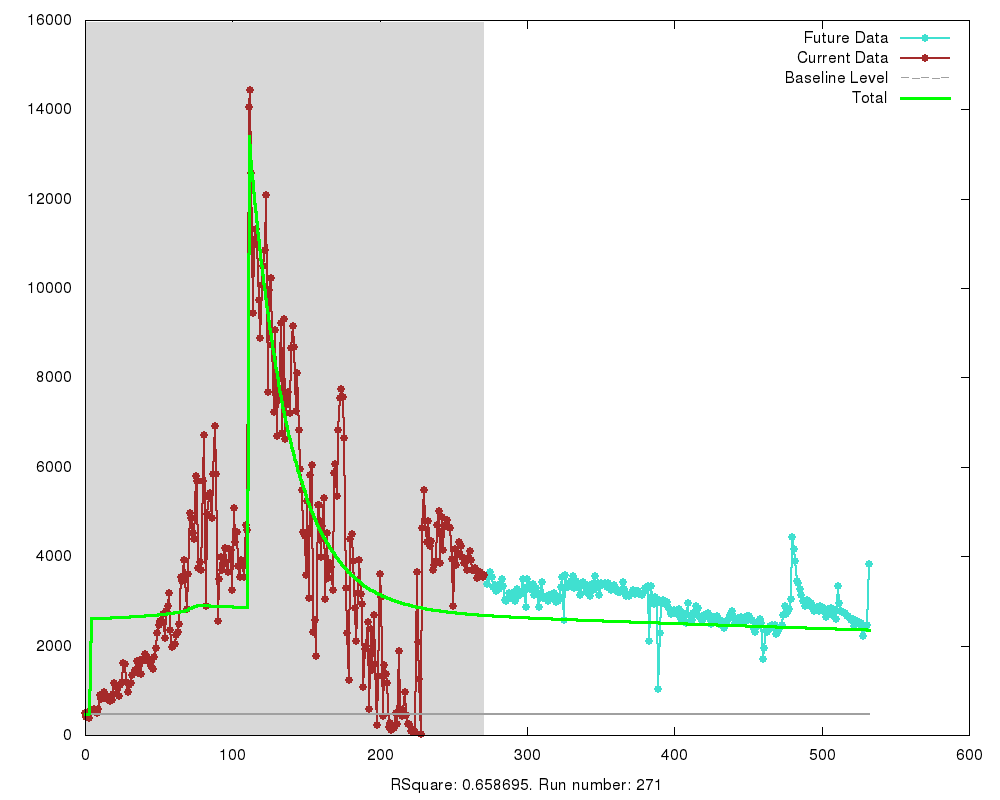 16000
14000
12000
10000
8000
6000
4000
2000
0
Future Data
Current Data
Baseline Level
Total
0 100 200 300 400 500 600
RSquare: 0.658695. Run number: 271